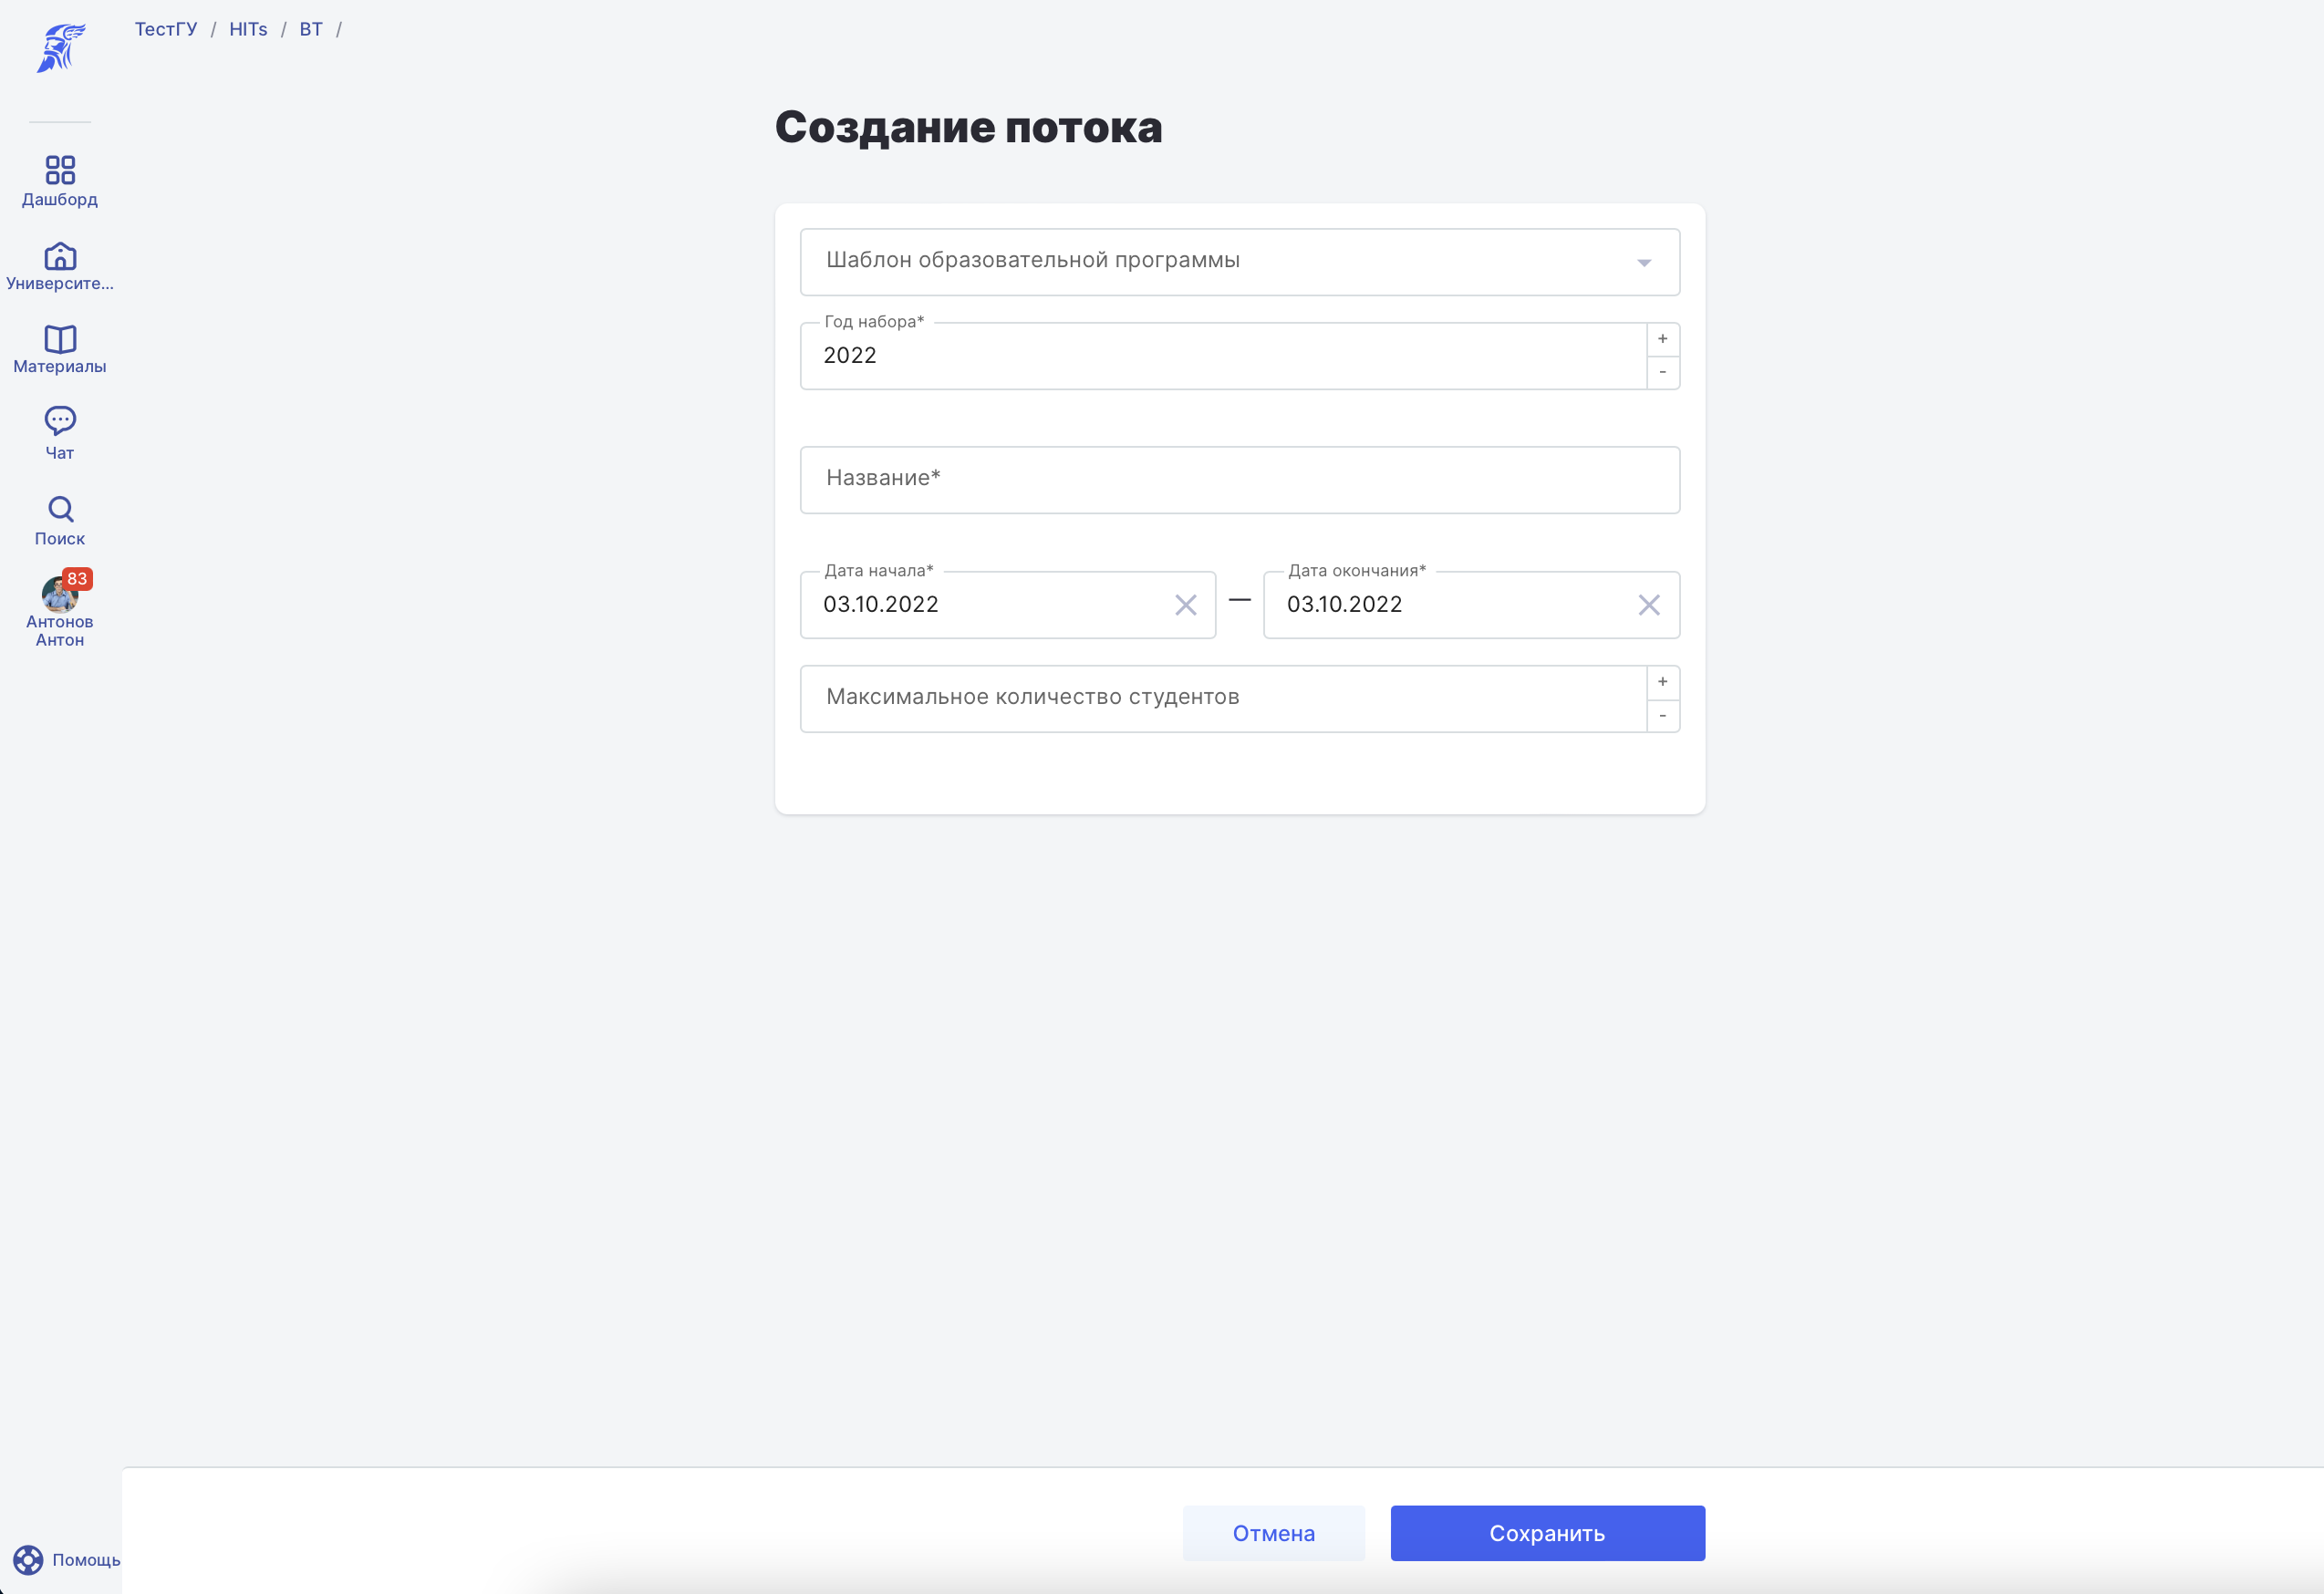 ТестГУ / HITs / ВТ /
Создание потока
Дашборд
Университе...
Материалы
Чат
Поиск
83
Антонов
Антон
Шаблон образовательной программы
Год набора*
2022
+
-
Название*
Дата начала*
03.10.2022
—
Дата окончания*
03.10.2022
Максимальное количество студентов
+
-
Помощь
Отмена
Сохранить